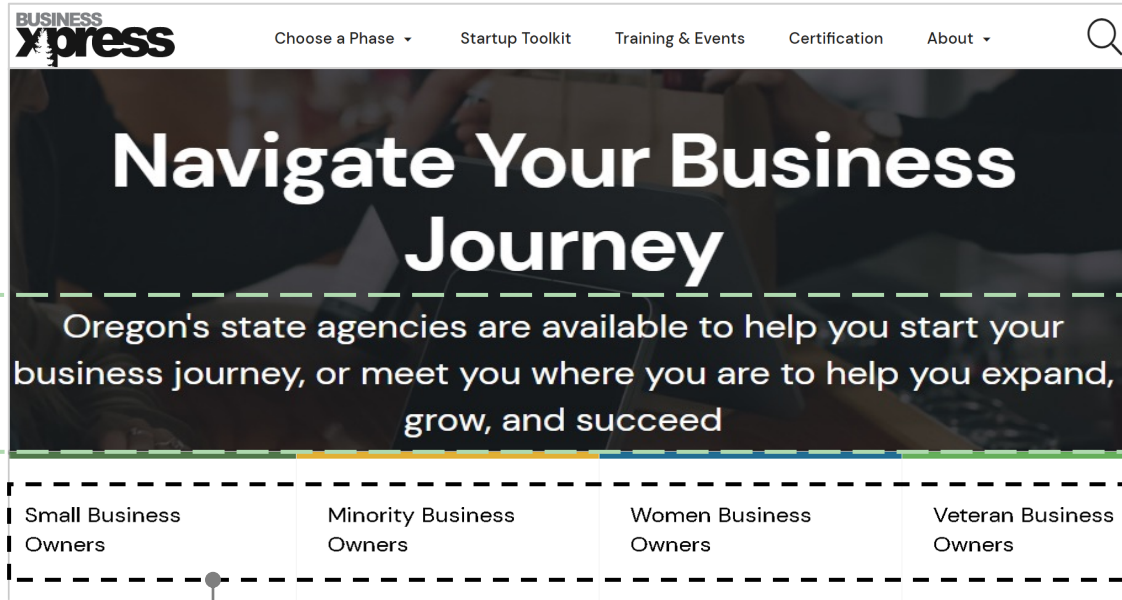 BUSINESS
xpress
Choose a Phase
Startup Toolkit
Training & Events
Certification
About
Navigate Your Business
Journey
Oregon's state agencies are available to help you start your
business journey, or meet you where you are to help you expand,
grow, and succeed
Small Business
Owners
Minority Business
Owners
Women Business
Owners
Veteran Business
Owners